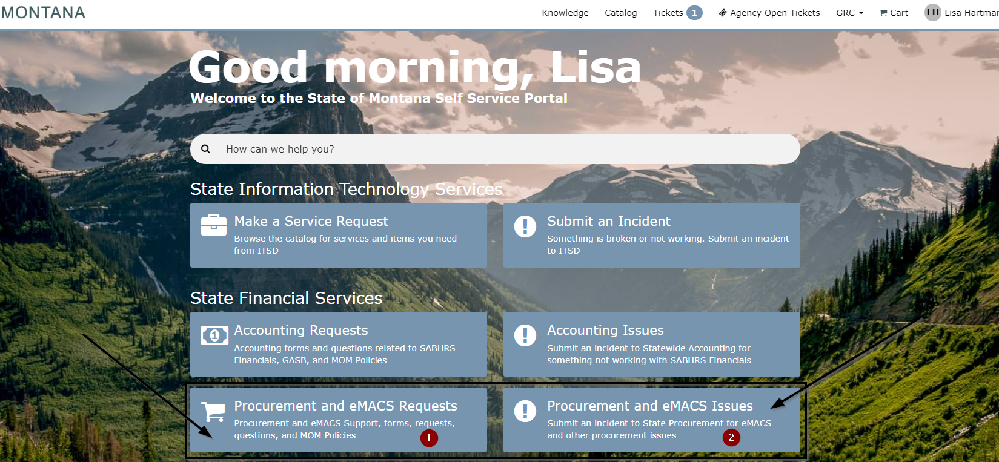 MONTANA
Knowledge Catalog Tickets 1 Agency Open Tickets GRC Cart LH Lisa Hartmar
Good morning, Lisa
Welcome to the State of Montana Self Service Portal
How can we help you?
State Information Technology Services
Make a Service Request
Browse the catalog for services and items you need
from ITSD
Submit an Incident
Something is broken or not working. Submit an incident
to ITSD
State Financial Services
1
Accounting Requests
Accounting forms and questions related to SABHRS
Financials, GASB, and MOM Policies
Accounting Issues
Submit an incident to Statewide Accounting for
something not working with SABHRS Financials
Procurement and eMACS Requests
Procurement and eMACS Support, forms, requests,
questions, and MOM Policies
1
Procurement and eMACS Issues
Submit an incident to State Procurement for eMACS
and other procurement issues
2